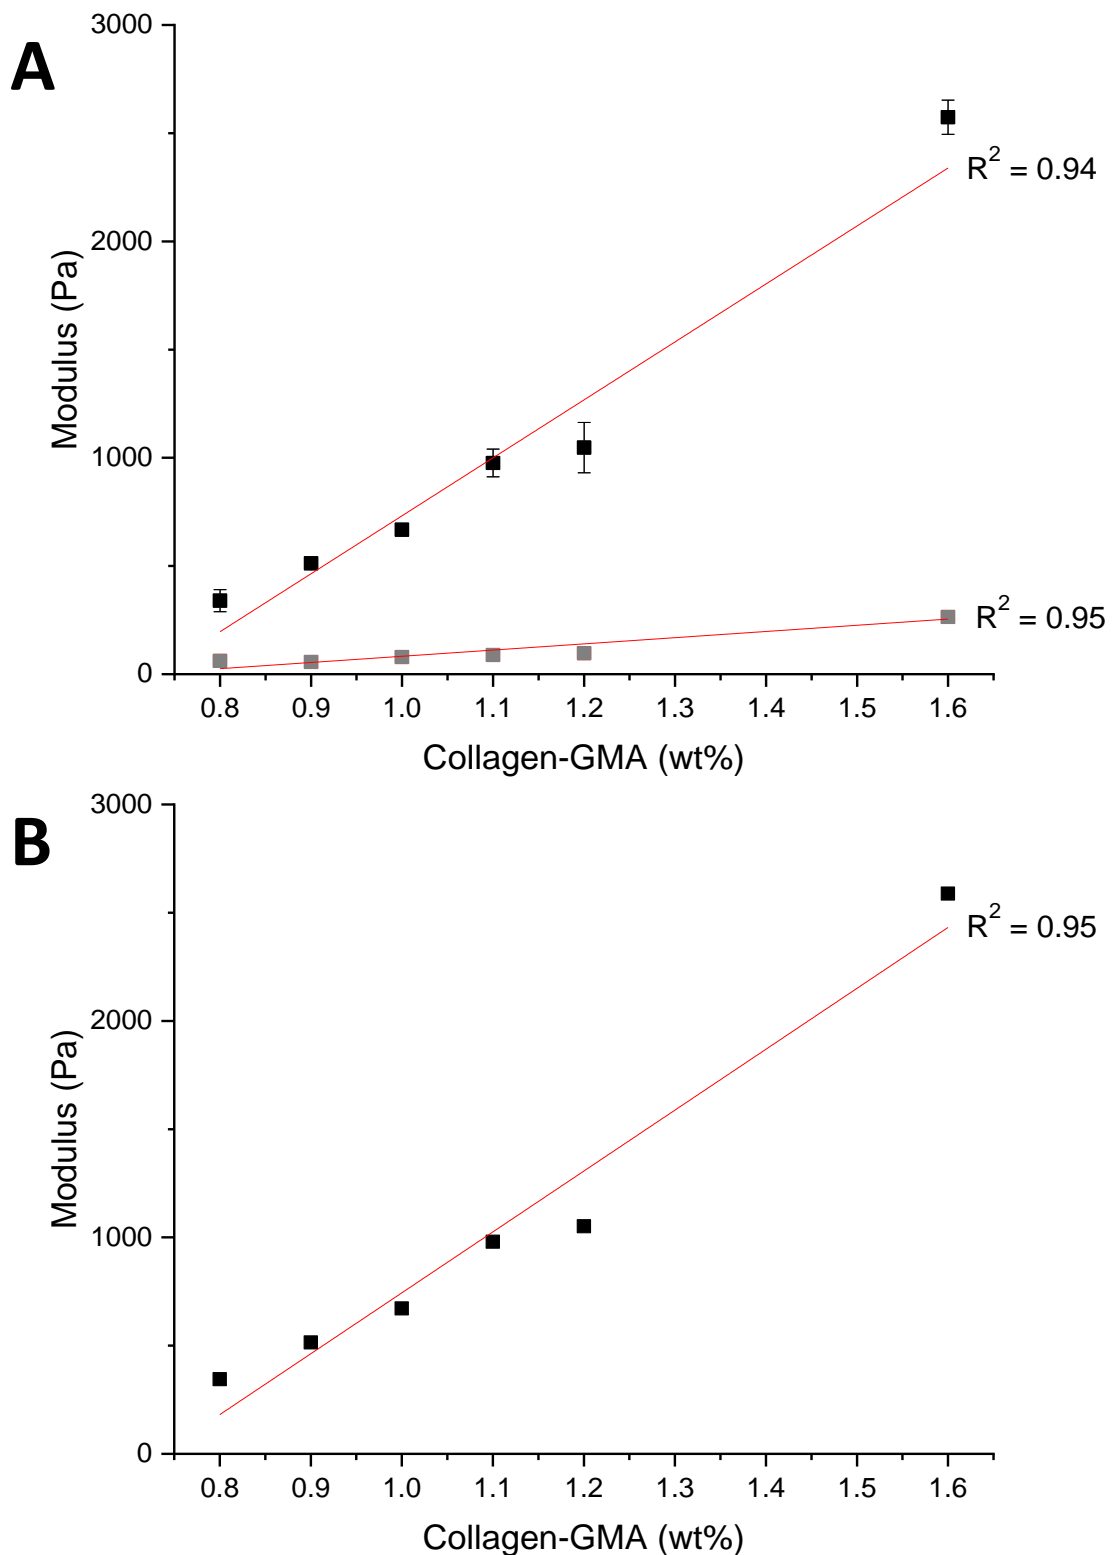 A
3000
2000
1000
0
Modulus (Pa)
R² = 0.94
R² = 0.95
0.8 0.9 1.0 1.1 1.2 1.3 1.4 1.5 1.6
Collagen-GMA (wt%)
B
3000
2000
1000
0
Modulus (Pa)
R² = 0.95
0.8 0.9 1.0 1.1 1.2 1.3 1.4 1.5 1.6
Collagen-GMA (wt%)